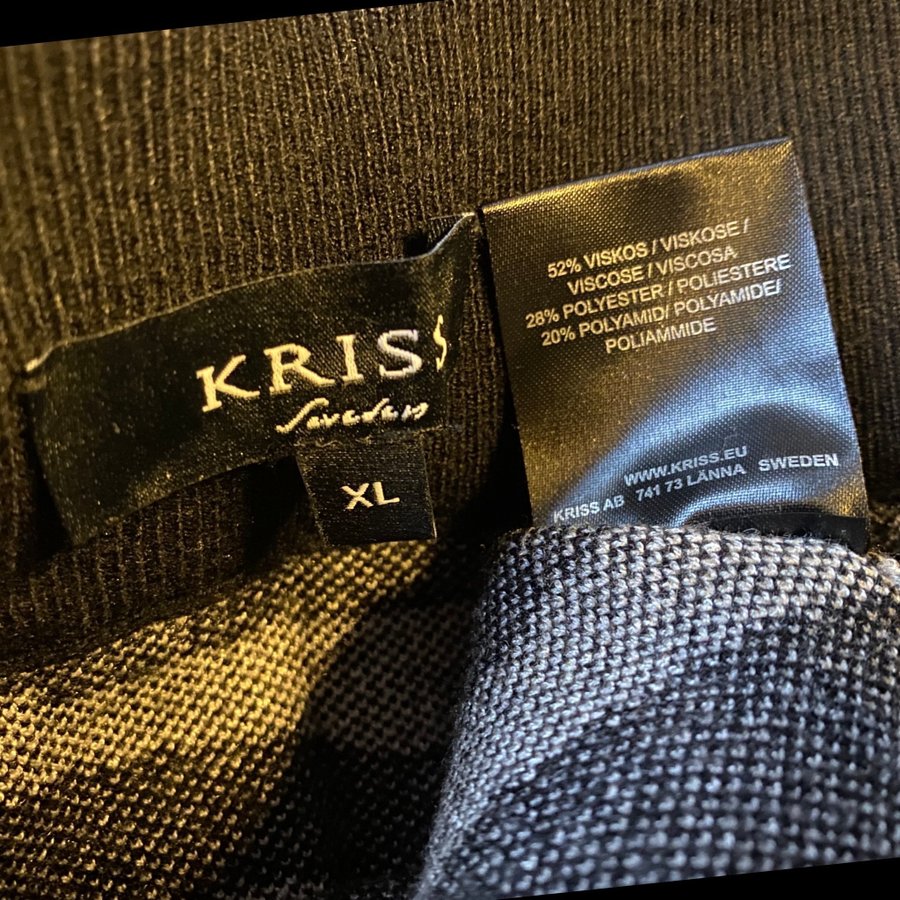 KRISS
Sweden
XL
52% VISKOS / VISKOSE /
VISCOSE / VISCOSA
28% POLYESTER / POLIESTERE
20% POLYAMID/ POLYAMIDE/
POLIAMMIDE
WWW.KRISS.EU
KRISS AB 741 73 LÄNNA SWEDEN